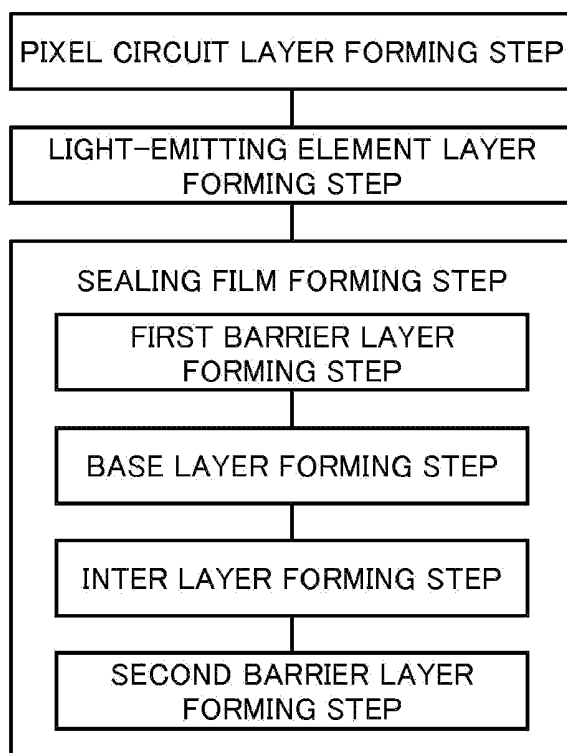 PIXEL CIRCUIT LAYER FORMING STEP
LIGHT-EMITTING ELEMENT LAYER
FORMING STEP
SEALING FILM FORMING STEP
FIRST BARRIER LAYER
FORMING STEP
BASE LAYER FORMING STEP
INTER LAYER FORMING STEP
SECOND BARRIER LAYER
FORMING STEP